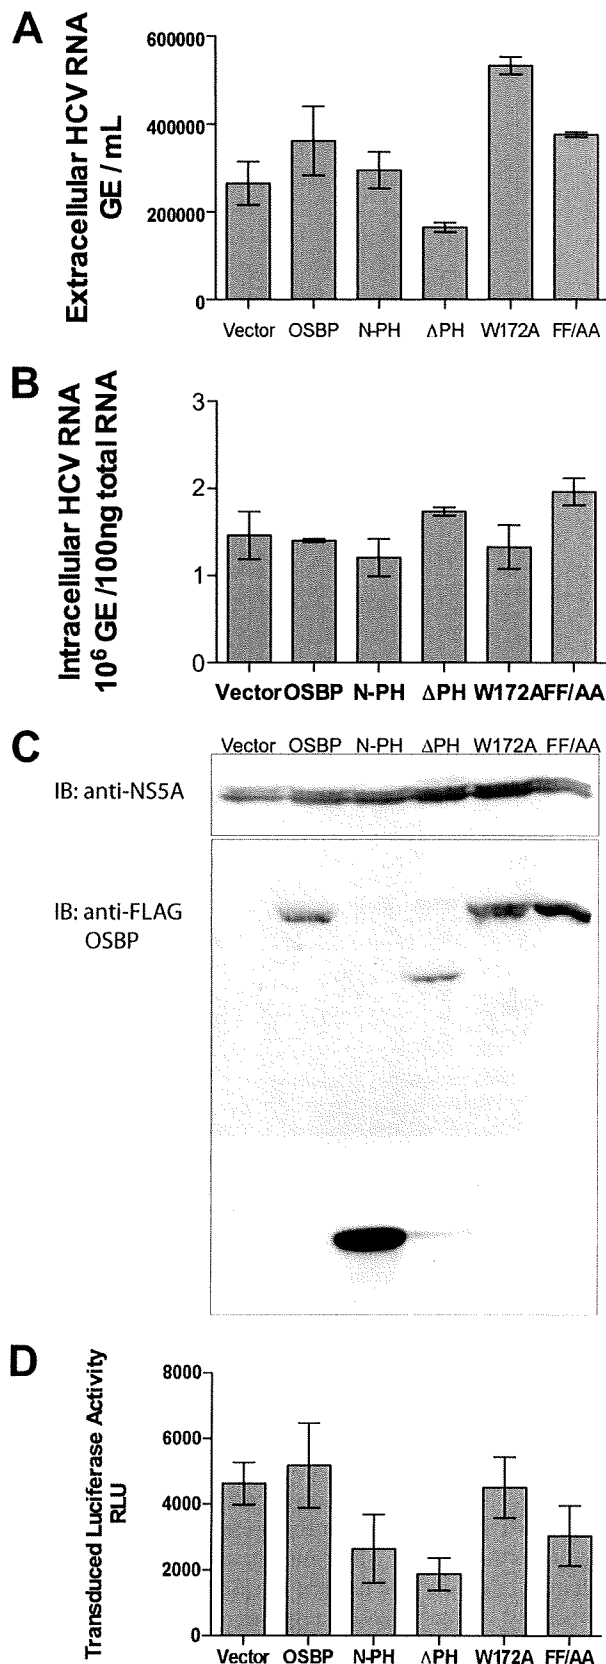 A
Extracellular HCV RNA
GE / mL
600000
400000
200000
0
Vector OSBP N-PH ΔPH W172A FF/AA
B
Intracellular HCV RNA
10⁶ GE /100ng total RNA
3
2
1
0
Vector OSBP N-PH ΔPH W172A FF/AA
C
Vector OSBP N-PH ΔPH W172A FF/AA
IB: anti-NS5A
IB: anti-FLAG
OSBP
D
Transduced Luciferase Activity
RLU
8000
6000
4000
2000
0
Vector OSBP N-PH ΔPH W172A FF/AA